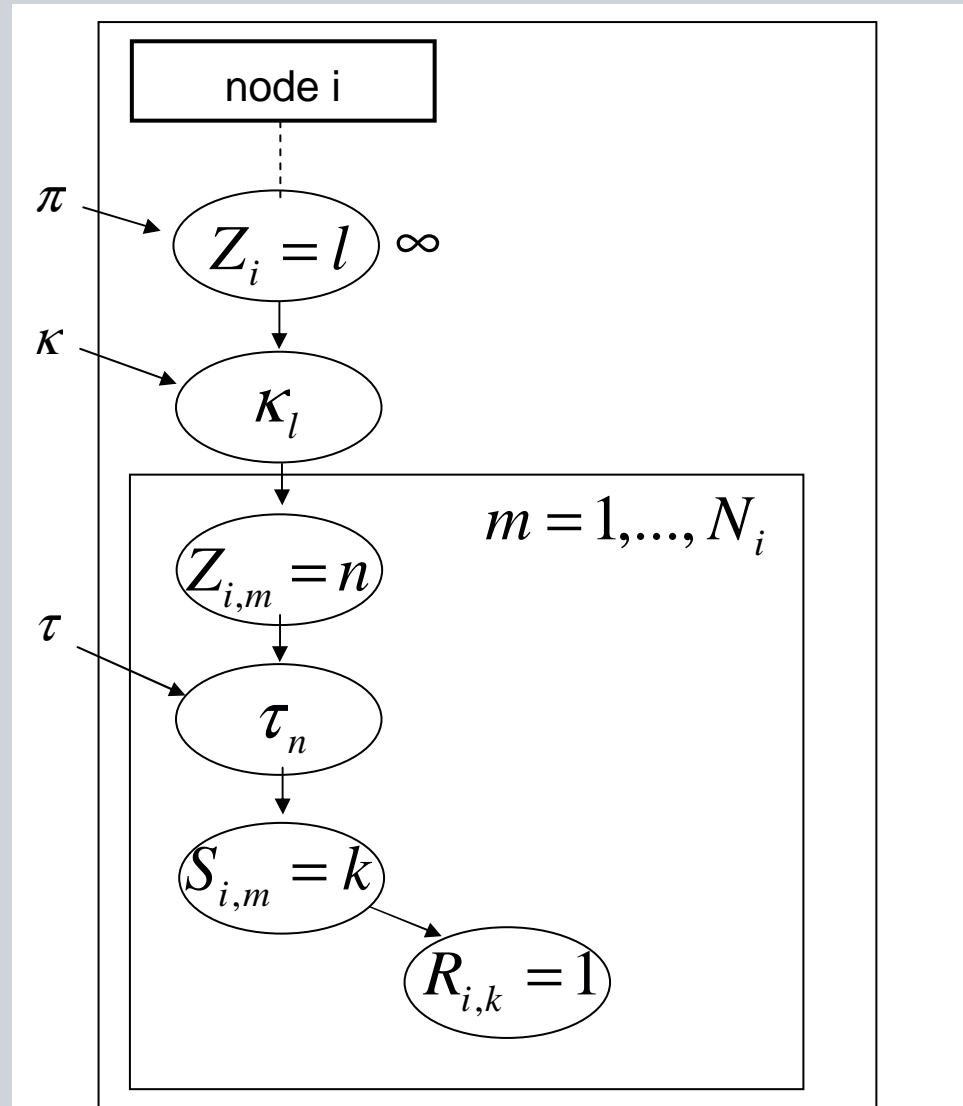 node i
π
Z_i = l ∞
κ
κ_l
m = 1,..., N_i
Z_{i,m} = n
τ
τ_n
S_{i,m} = k
R_{i,k} = 1